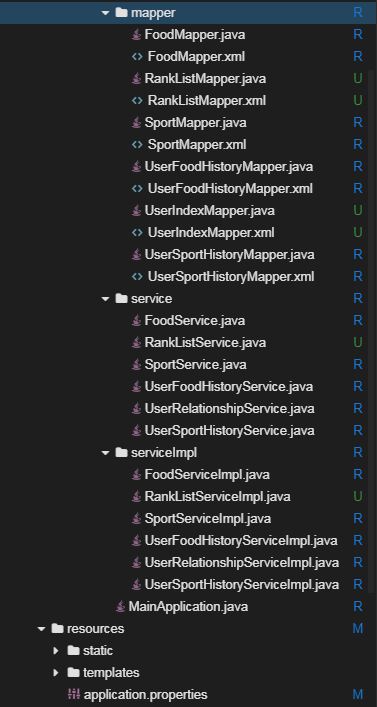 mapper R
FoodMapper.java R
FoodMapper.xml R
RankListMapper.java U
RankListMapper.xml U
SportMapper.java R
SportMapper.xml R
UserFoodHistoryMapper.java R
UserFoodHistoryMapper.xml R
UserIndexMapper.java U
UserIndexMapper.xml U
UserSportHistoryMapper.java R
UserSportHistoryMapper.xml R
service R
FoodService.java R
RankListService.java U
SportService.java R
UserFoodHistoryService.java R
UserRelationshipService.java R
UserSportHistoryService.java R
serviceImpl R
FoodServiceImpl.java R
RankListServiceImpl.java U
SportServiceImpl.java R
UserFoodHistoryServiceImpl.java R
UserRelationshipServiceImpl.java R
UserSportHistoryServiceImpl.java R
MainApplication.java R
resources M
static
templates
application.properties M